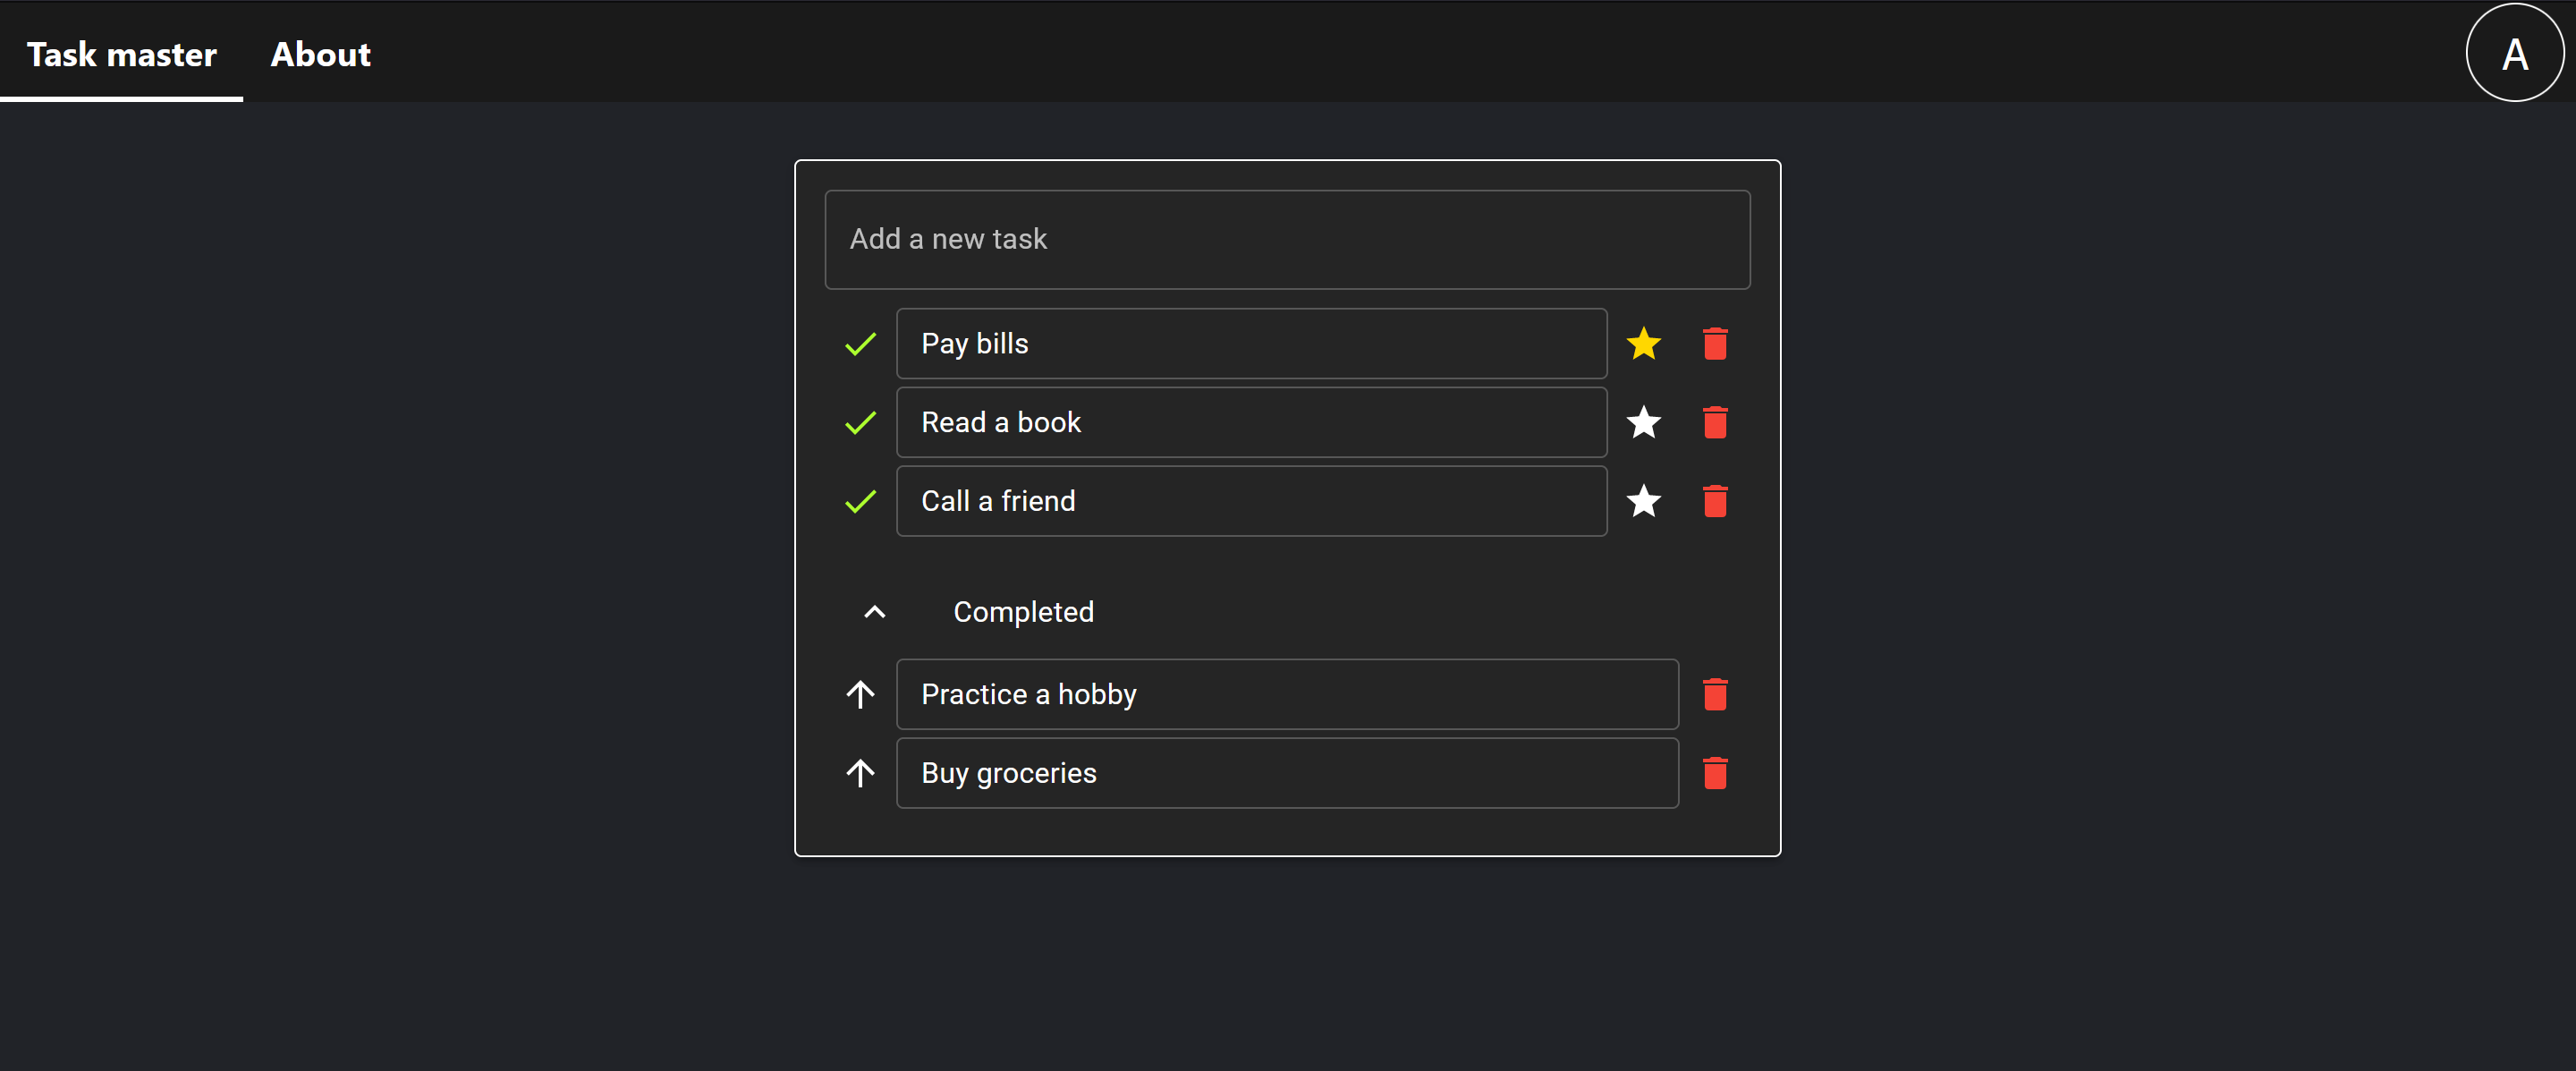 Task master About A
Add a new task
Pay bills
Read a book
Call a friend
Completed
Practice a hobby
Buy groceries